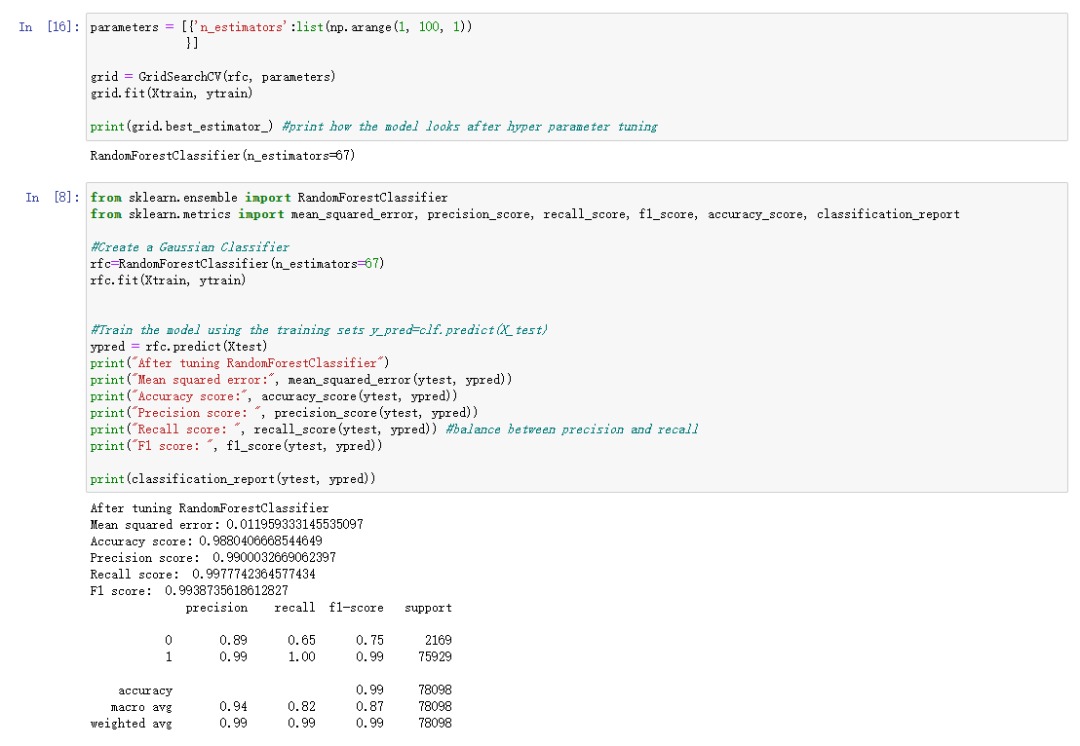 In [16]: parameters = [{'n_estimators':list(np.arange(1, 100, 1))
}]
grid = GridSearchCV(rfc, parameters)
grid.fit(Xtrain, ytrain)
print(grid.best_estimator_) #print how the model looks after hyper parameter tuning
RandomForestClassifier(n_estimators=67)
In [8]: from sklearn.ensemble import RandomForestClassifier
from sklearn.metrics import mean_squared_error, precision_score, recall_score, f1_score, accuracy_score, classification_report
#Create a Gaussian Classifier
rfc=RandomForestClassifier(n_estimators=67)
rfc.fit(Xtrain, ytrain)
#Train the model using the training sets y_pred=clf.predict(X_test)
ypred = rfc.predict(Xtest)
print("After tuning RandomForestClassifier")
print("Mean squared error:", mean_squared_error(ytest, ypred))
print("Accuracy score:", accuracy_score(ytest, ypred))
print("Precision score: ", precision_score(ytest, ypred))
print("Recall score: ", recall_score(ytest, ypred)) #balance between precision and recall
print("F1 score: ", f1_score(ytest, ypred))
print(classification_report(ytest, ypred))
After tuning RandomForestClassifier
Mean squared error: 0.011959333145535097
Accuracy score: 0.9880406668544649
Precision score:  0.9900032669062397
Recall score:  0.9977742364577434
F1 score:  0.9938735618612827
precision recall f1-score support
0 0.89 0.65 0.75 2169
1 0.99 1.00 0.99 75929
accuracy 0.99 78098
macro avg 0.94 0.82 0.87 78098
weighted avg 0.99 0.99 0.99 78098